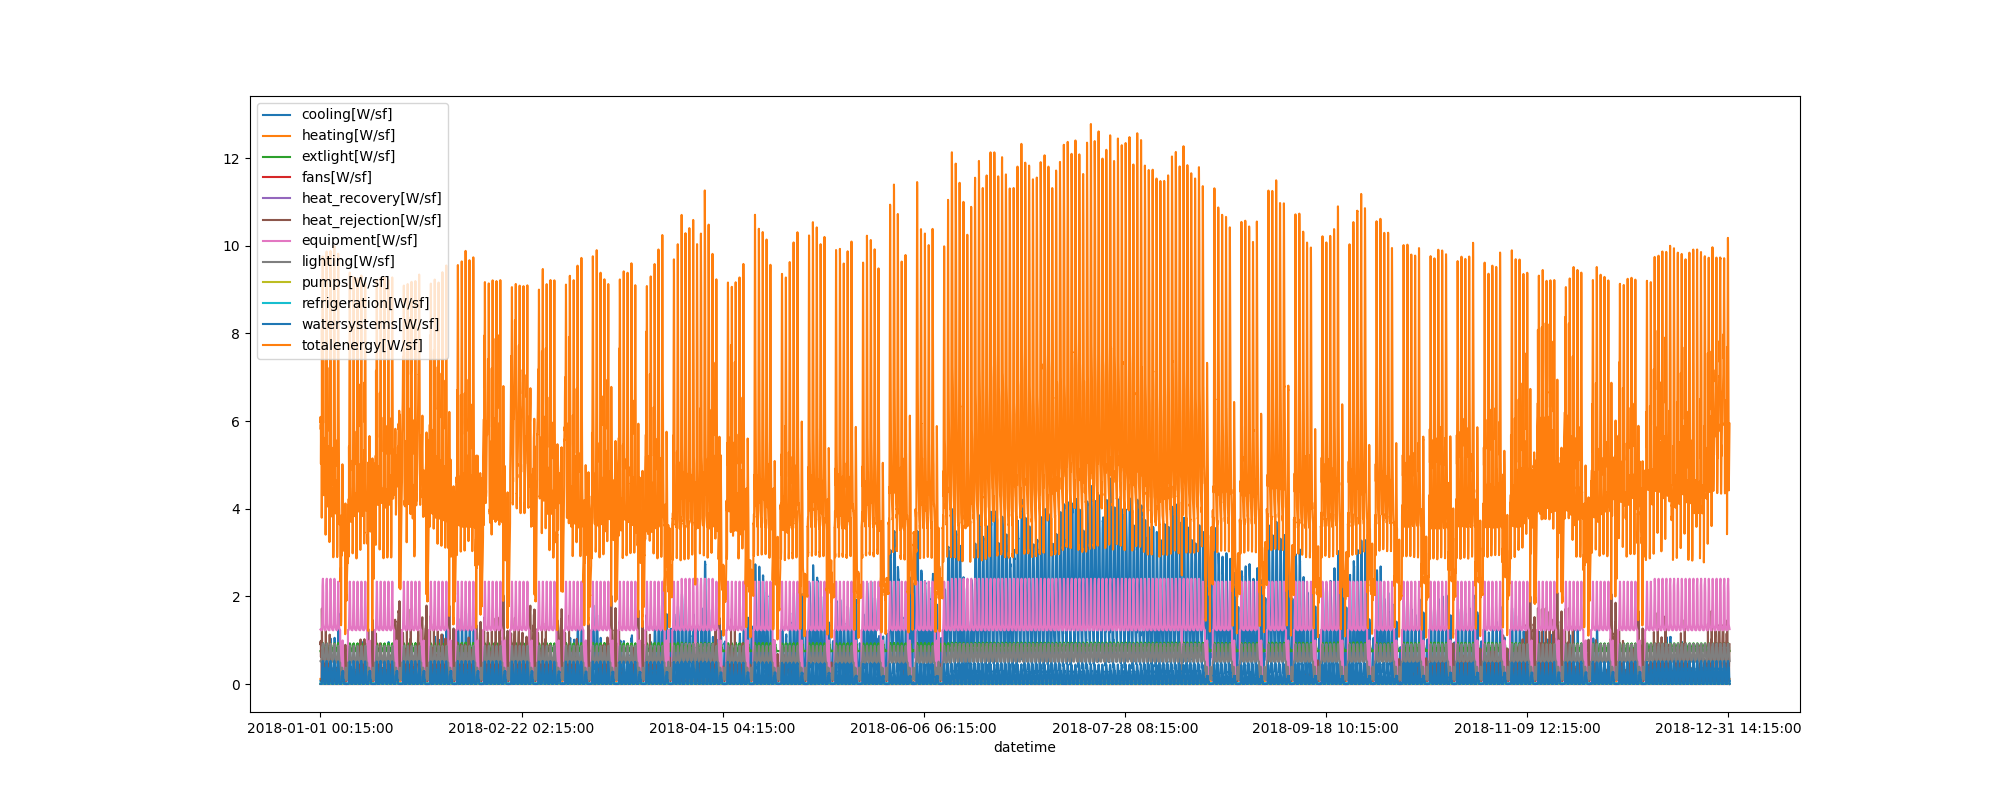 cooling[W/sf]
heating[W/sf]
extlight[W/sf]
fans[W/sf]
heat_recovery[W/sf]
heat_rejection[W/sf]
equipment[W/sf]
lighting[W/sf]
pumps[W/sf]
refrigeration[W/sf]
watersystems[W/sf]
totalenergy[W/sf]
12
10
8
6
4
2
0
2018-01-01 00:15:00 2018-02-22 02:15:00 2018-04-15 04:15:00 2018-06-06 06:15:00 2018-07-28 08:15:00 2018-09-18 10:15:00 2018-11-09 12:15:00 2018-12-31 14:15:00
datetime